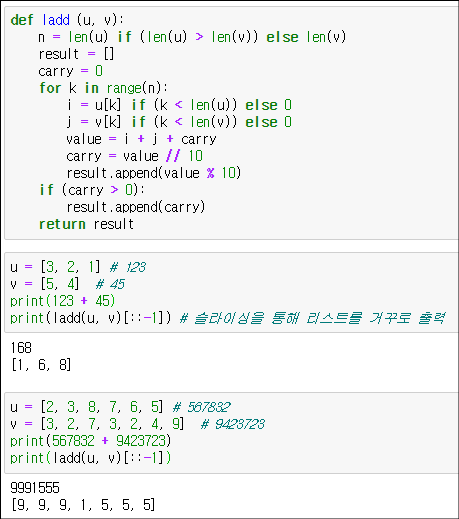 def ladd (u, v):
    n = len(u) if (len(u) > len(v)) else len(v)
    result = []
    carry = 0
    for k in range(n):
        i = u[k] if (k < len(u)) else 0
        j = v[k] if (k < len(v)) else 0
        value = i + j + carry
        carry = value // 10
        result.append(value % 10)
    if (carry > 0):
        result.append(carry)
    return result
u = [3, 2, 1] # 123
v = [5, 4]  # 45
print(123 + 45)
print(ladd(u, v)[::-1]) # 슬라이싱을 통해 리스트를 거꾸로 출력
168
[1, 6, 8]
u = [2, 3, 8, 7, 6, 5] # 567832
v = [3, 2, 7, 3, 2, 4, 9]  # 9423723
print(567832 + 9423723)
print(ladd(u, v)[::-1])
9991555
[9, 9, 9, 1, 5, 5, 5]